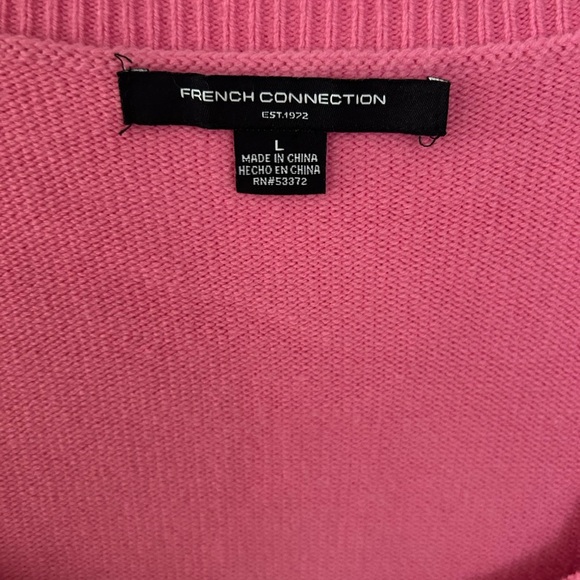 FRENCH CONNECTION
EST.1972
L
MADE IN CHINA
HECHO EN CHINA
RN#53372